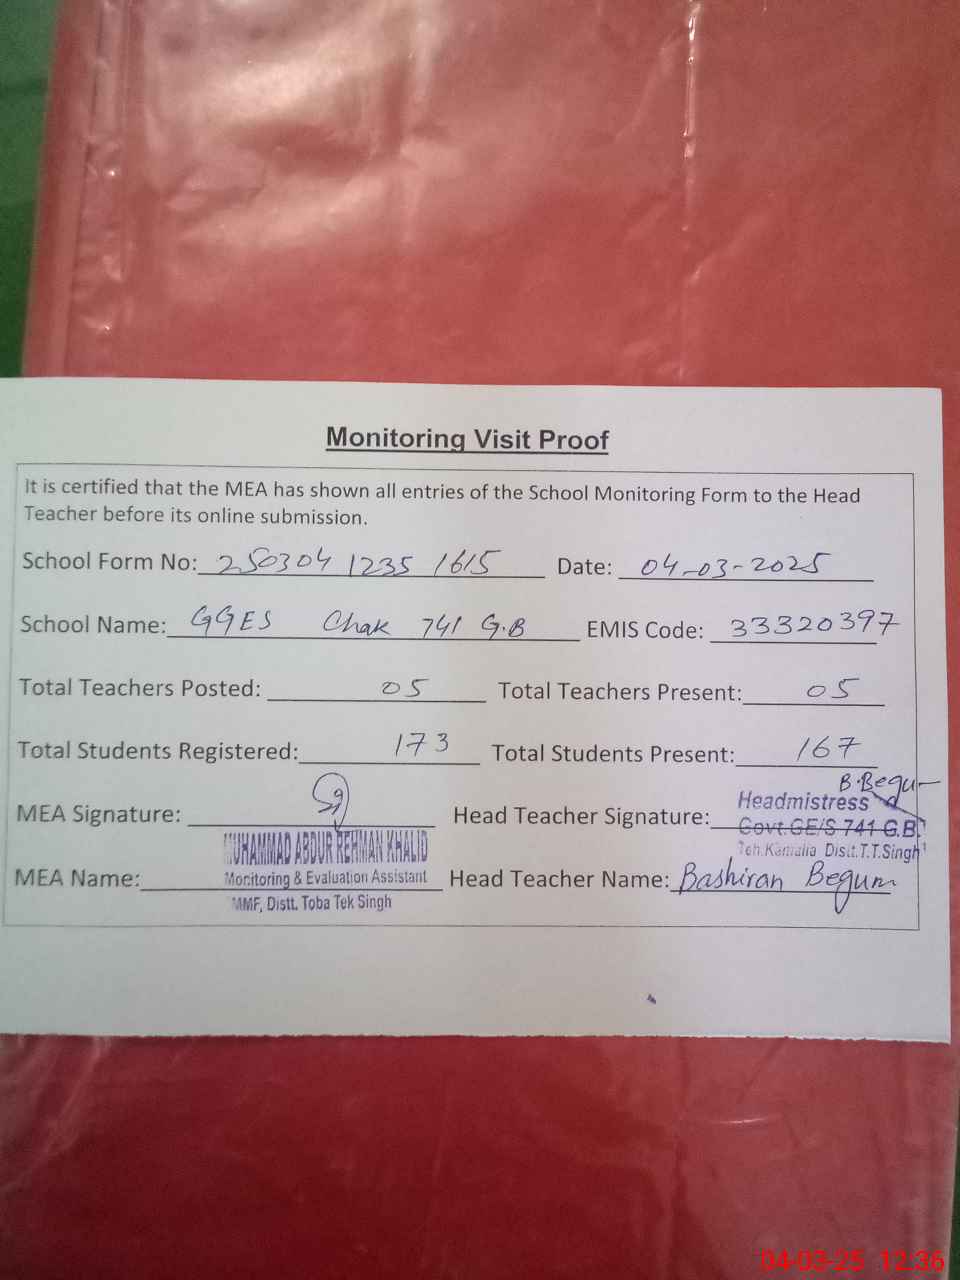 Monitoring Visit Proof
It is certified that the MEA has shown all entries of the School Monitoring Form to the Head
Teacher before its online submission.
School Form No: 250304 1235 1615 Date: 04-03-2025
School Name: GGES Chak 741 G.B EMIS Code: 33320397
Total Teachers Posted: 05 Total Teachers Present: 05
Total Students Registered: 173 Total Students Present: 167
B.Begum
MEA Signature: Head Teacher Signature: Headmistress
Govt.GE/S 741 G.B.
Teh.Kamalia Distt.T.T.Singh
MUHAMMAD ABDUR REHMAN KHALID
MEA Name: Monitoring & Evaluation Assistant Head Teacher Name: Bashiran Begum
MMF, Distt. Toba Tek Singh
04-03-25 12:36